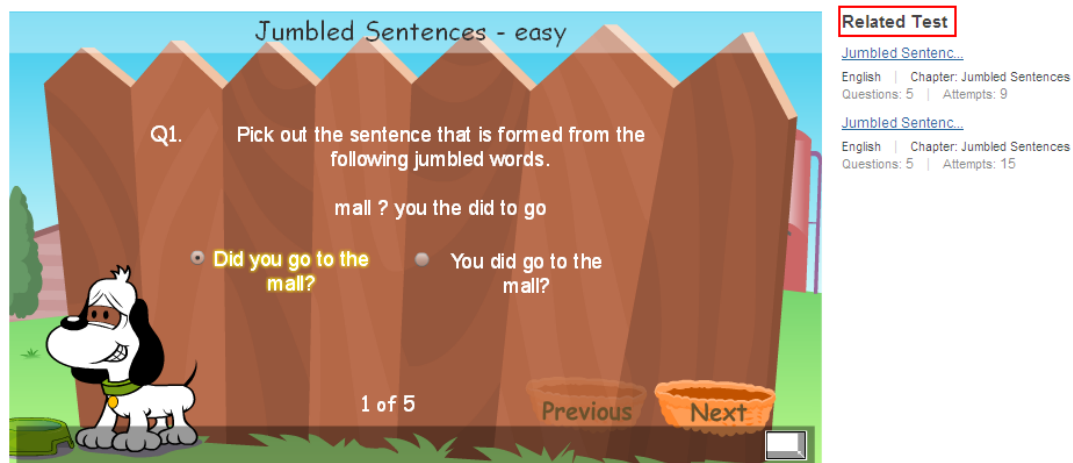 Jumbled Sentences - easy
Q1. Pick out the sentence that is formed from the
following jumbled words.
mall ? you the did to go
Did you go to the
mall?
You did go to the
mall?
1 of 5
Previous
Next
Related Test
Jumbled Sentenc...
English | Chapter: Jumbled Sentences
Questions: 5 | Attempts: 9
Jumbled Sentenc...
English | Chapter: Jumbled Sentences
Questions: 5 | Attempts: 15